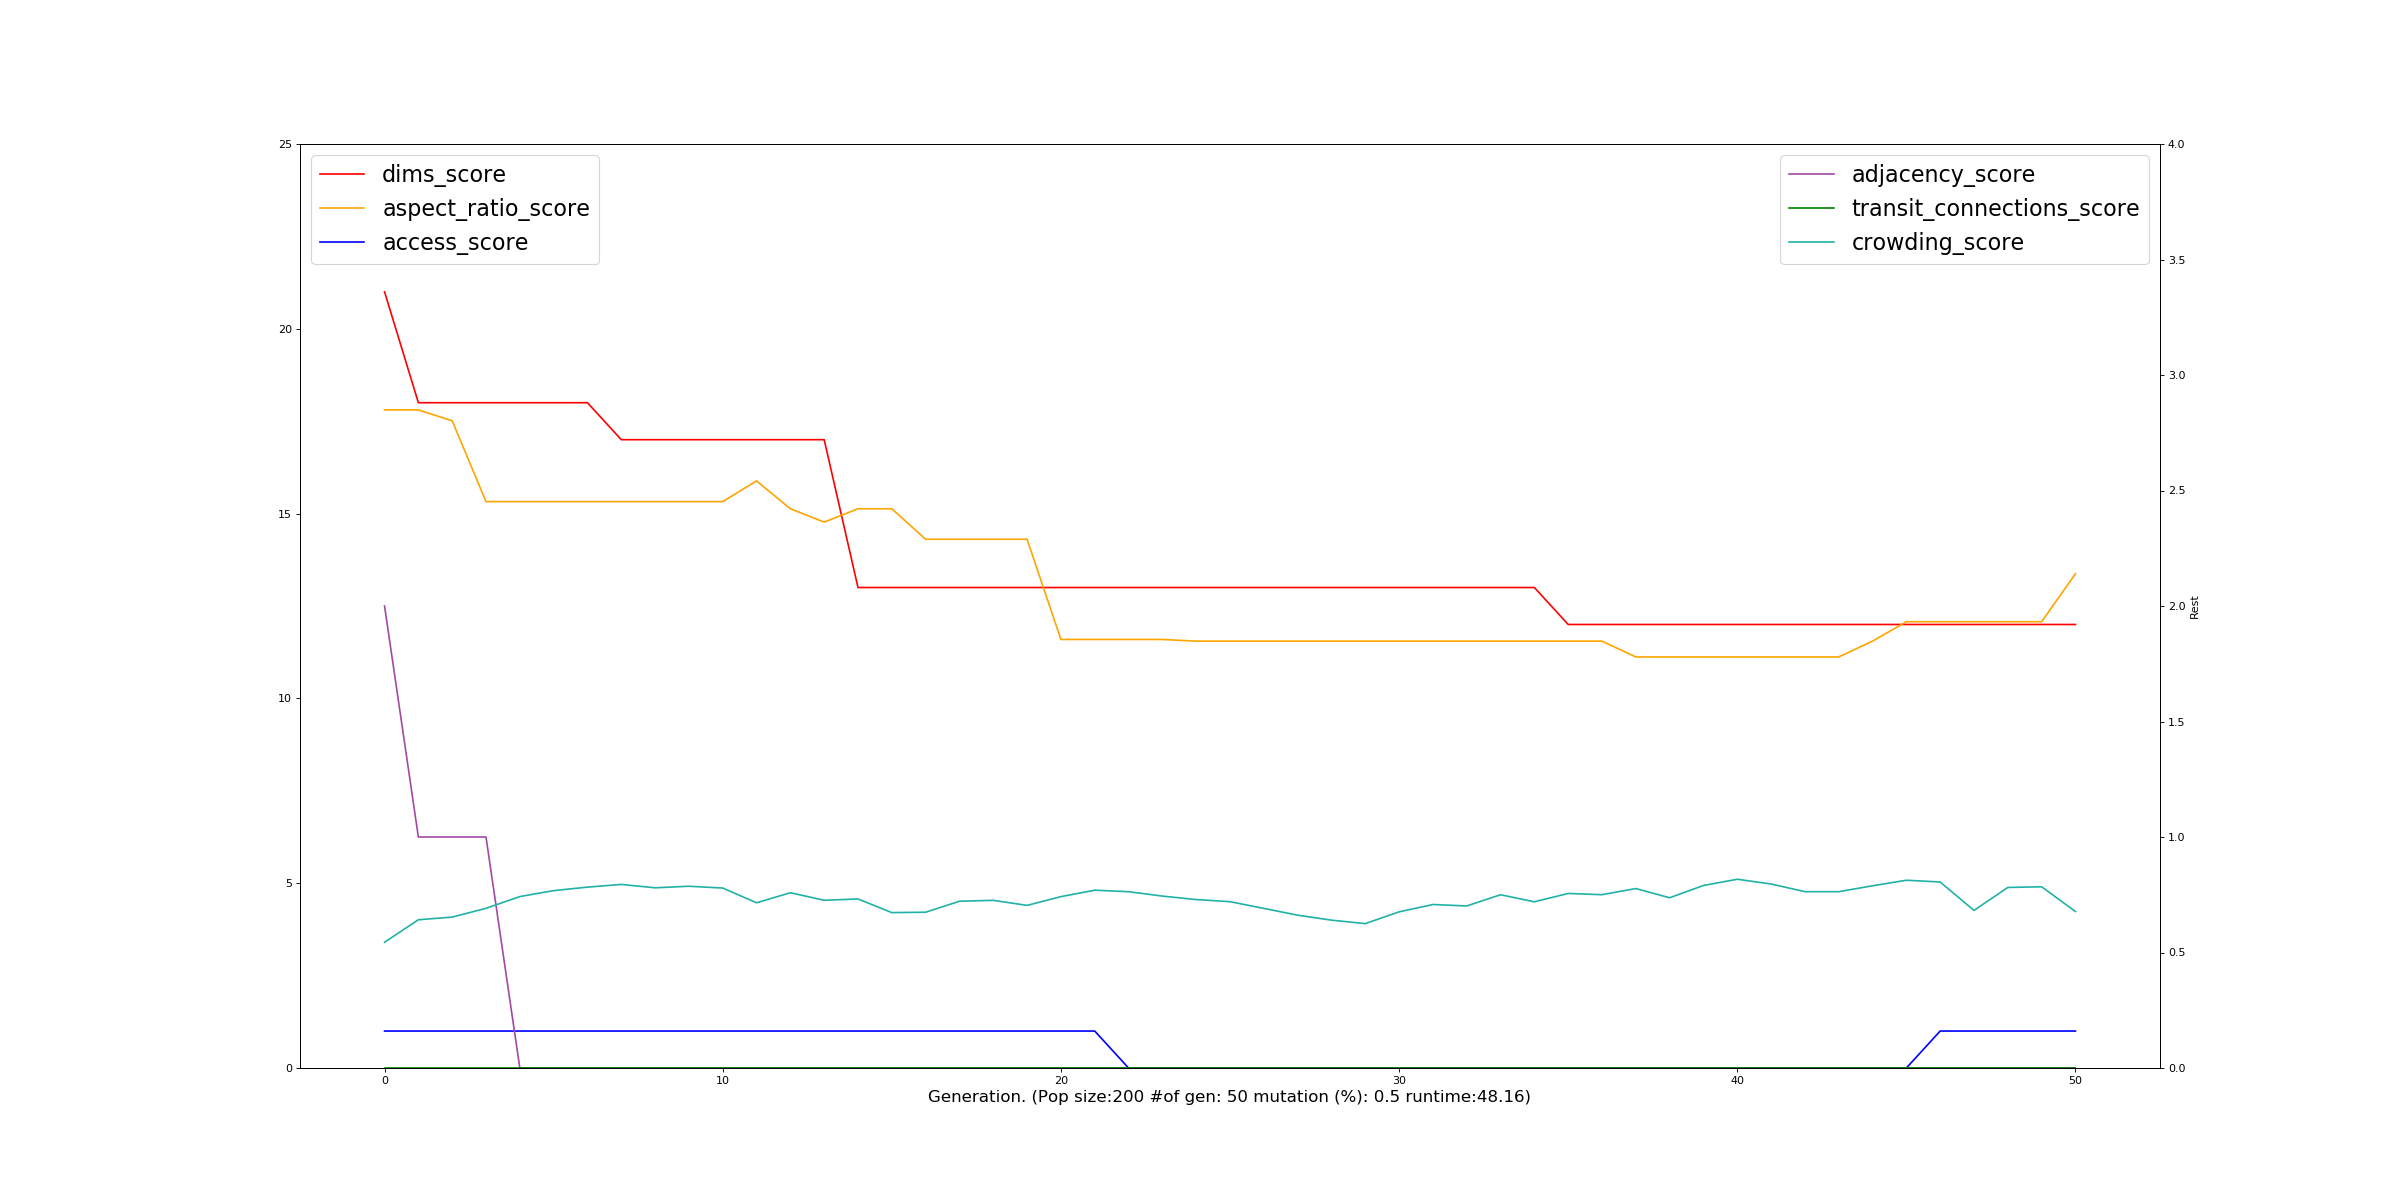 dims_score
aspect_ratio_score
access_score
adjacency_score
transit_connections_score
crowding_score
25
20
15
10
5
0
4.0
3.5
3.0
2.5
2.0
1.5
1.0
0.5
0.0
Rest
0 10 20 30 40 50
Generation. (Pop size:200 #of gen: 50 mutation (%): 0.5 runtime:48.16)